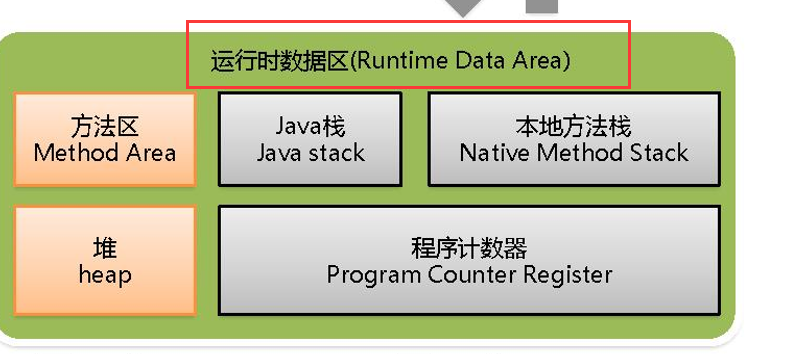 运行时数据区(Runtime Data Area)
方法区
Method Area
Java栈
Java stack
本地方法栈
Native Method Stack
堆
heap
程序计数器
Program Counter Register